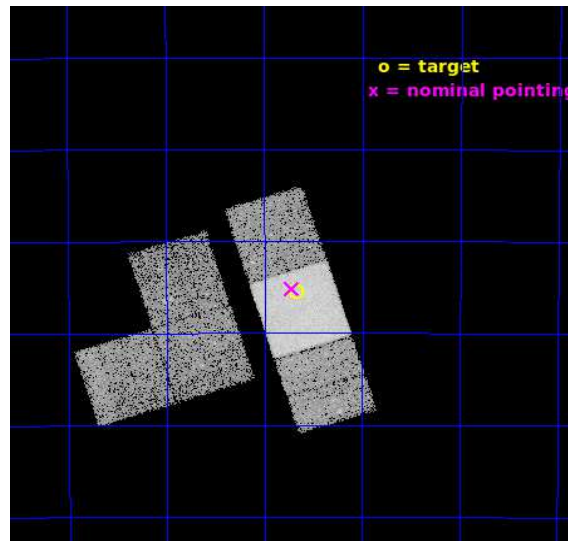 o = target
x = nominal pointing